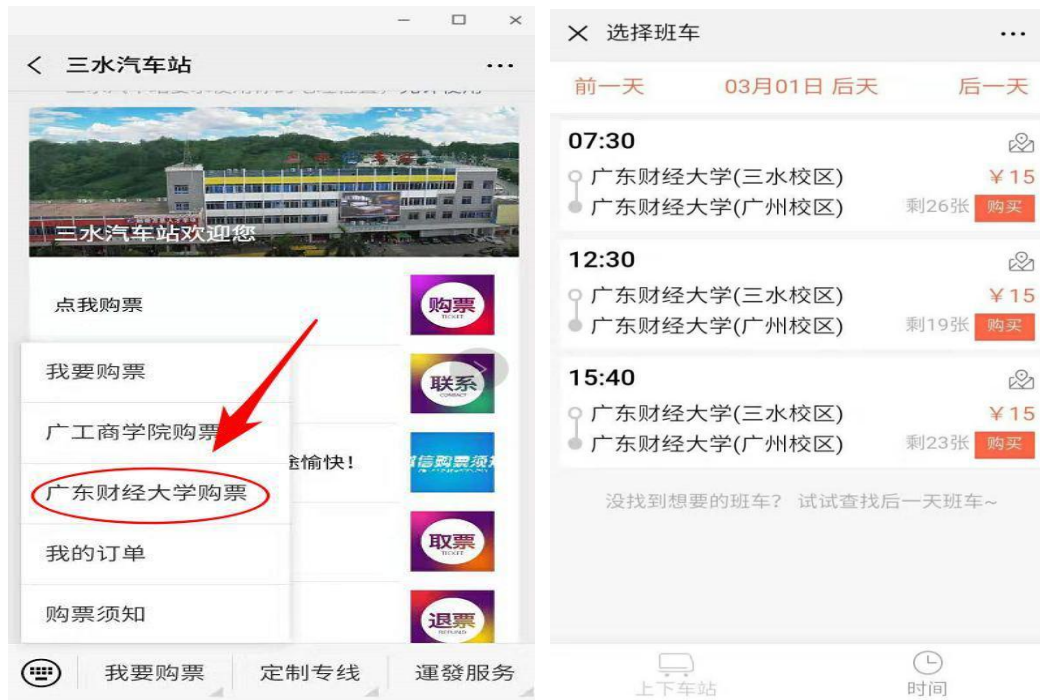 三水汽车站
三水汽车站欢迎您
点我购票
购票
TICKET
我要购票
联系
CONTACT
广工商学院购票
途愉快！
微信购票须知
广东财经大学购票
我的订单
取票
TICKET
购票须知
退票
REFUND
我要购票
定制专线
運發服务
选择班车
前一天
03月01日 后天
后一天
07:30
广东财经大学(三水校区)
¥15
广东财经大学(广州校区)
剩26张
购买
12:30
广东财经大学(三水校区)
¥15
广东财经大学(广州校区)
剩19张
购买
15:40
广东财经大学(三水校区)
¥15
广东财经大学(广州校区)
剩23张
购买
没找到想要的班车？ 试试查找后一天班车~
上下车站
时间